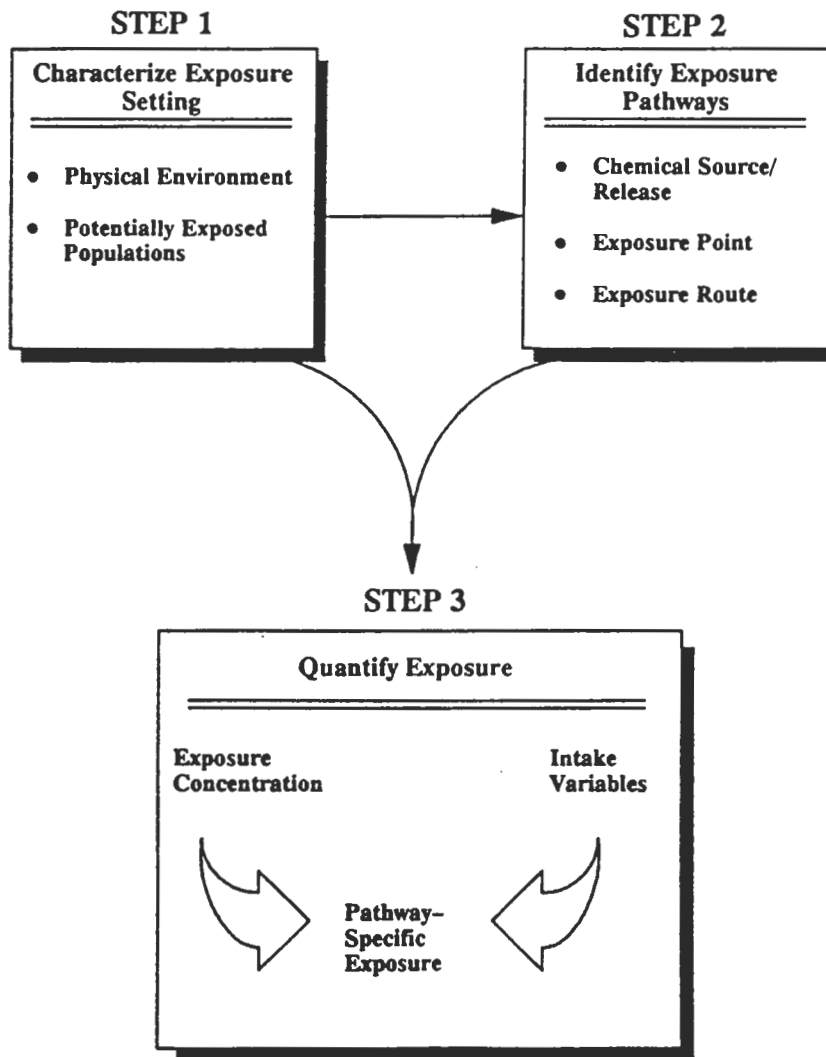 STEP 1
Characterize Exposure
Setting
• Physical Environment
• Potentially Exposed
Populations
STEP 2
Identify Exposure
Pathways
• Chemical Source/
Release
• Exposure Point
• Exposure Route
STEP 3
Quantify Exposure
Exposure
Concentration
Intake
Variables
Pathway–
Specific
Exposure